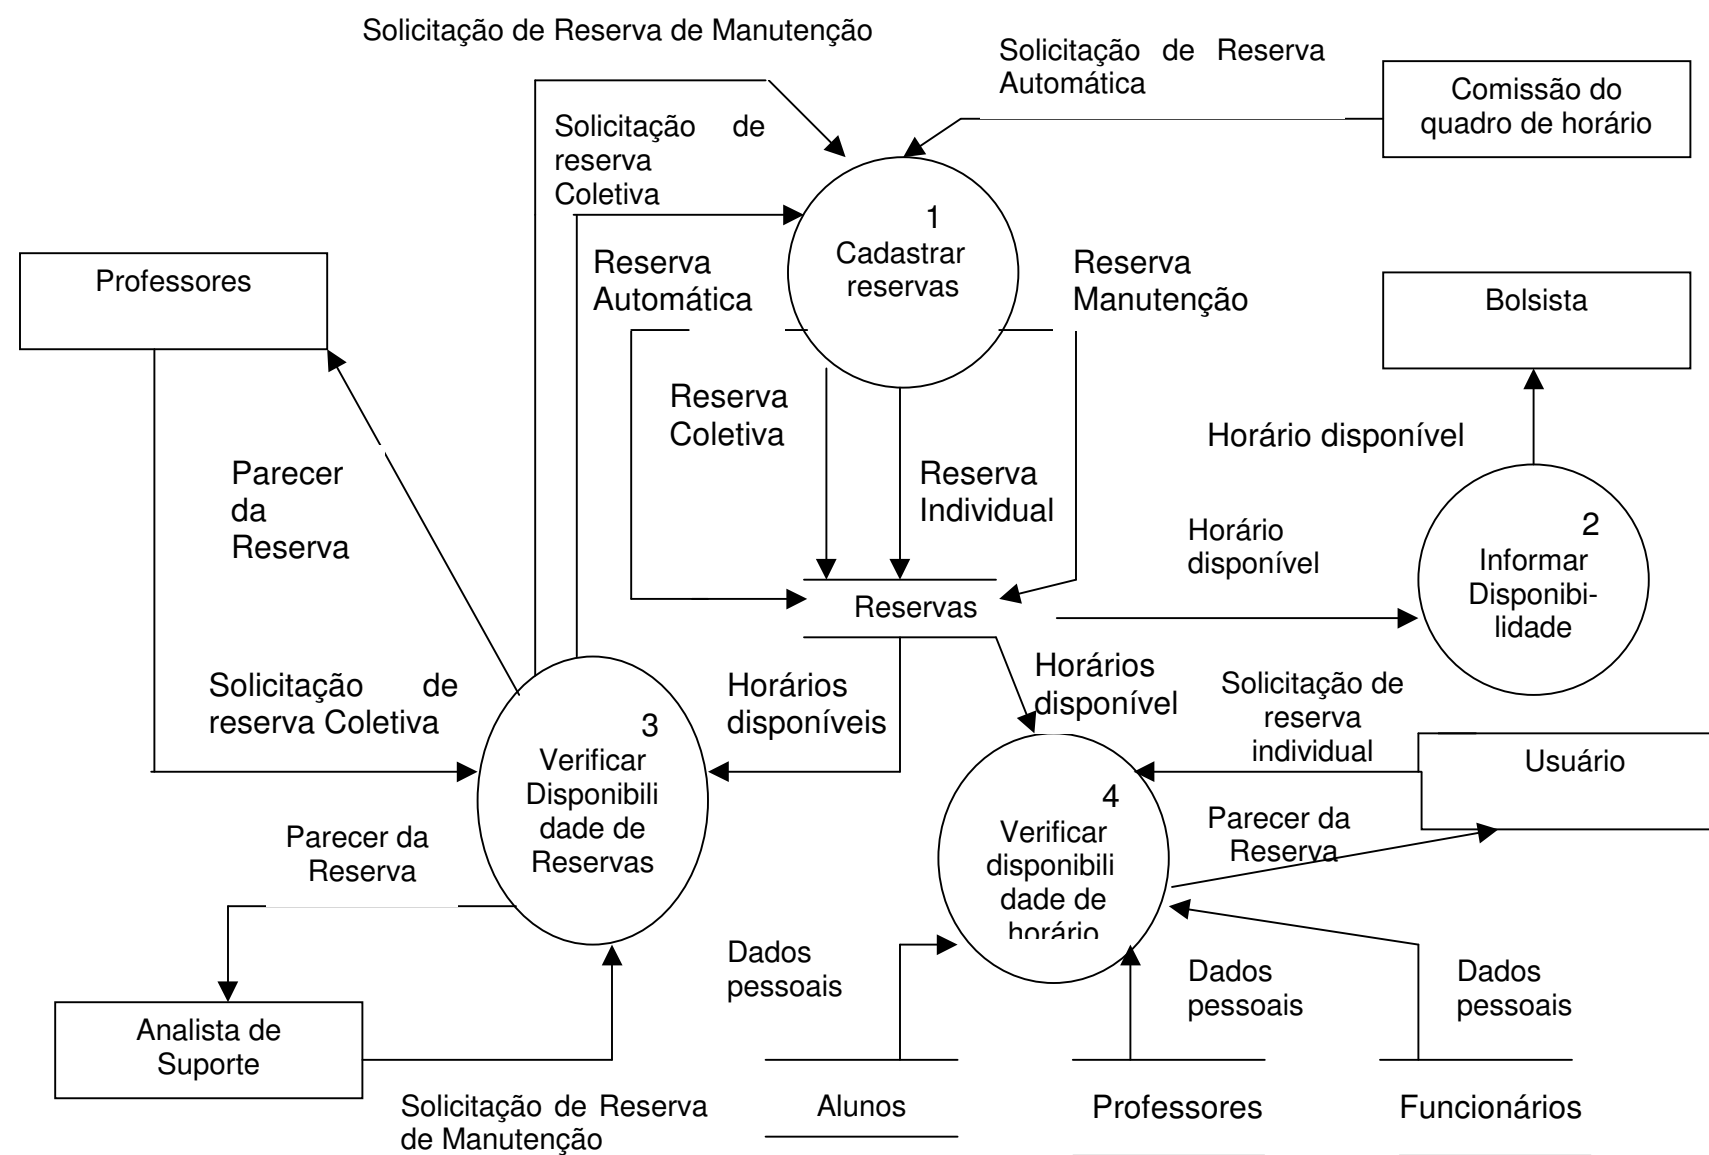 Solicitação de Reserva de Manutenção
Solicitação de Reserva
Automática
Comissão do
quadro de horário
Solicitação de
reserva
Coletiva
1
Cadastrar
reservas
Professores
Reserva
Automática
Reserva
Manutenção
Bolsista
Reserva
Coletiva
Horário disponível
Parecer
da
Reserva
Reserva
Individual
Horário
disponível
2
Informar
Disponibi-
lidade
Reservas
Solicitação de
reserva Coletiva
Horários
disponíveis
Horários
disponível
Solicitação de
reserva
individual
3
Verificar
Disponibili
dade de
Reservas
Usuário
4
Verificar
disponibili
dade de
horário
Parecer da
Reserva
Parecer da
Reserva
Dados
pessoais
Dados
pessoais
Dados
pessoais
Analista de
Suporte
Solicitação de Reserva
de Manutenção
Alunos
Professores
Funcionários